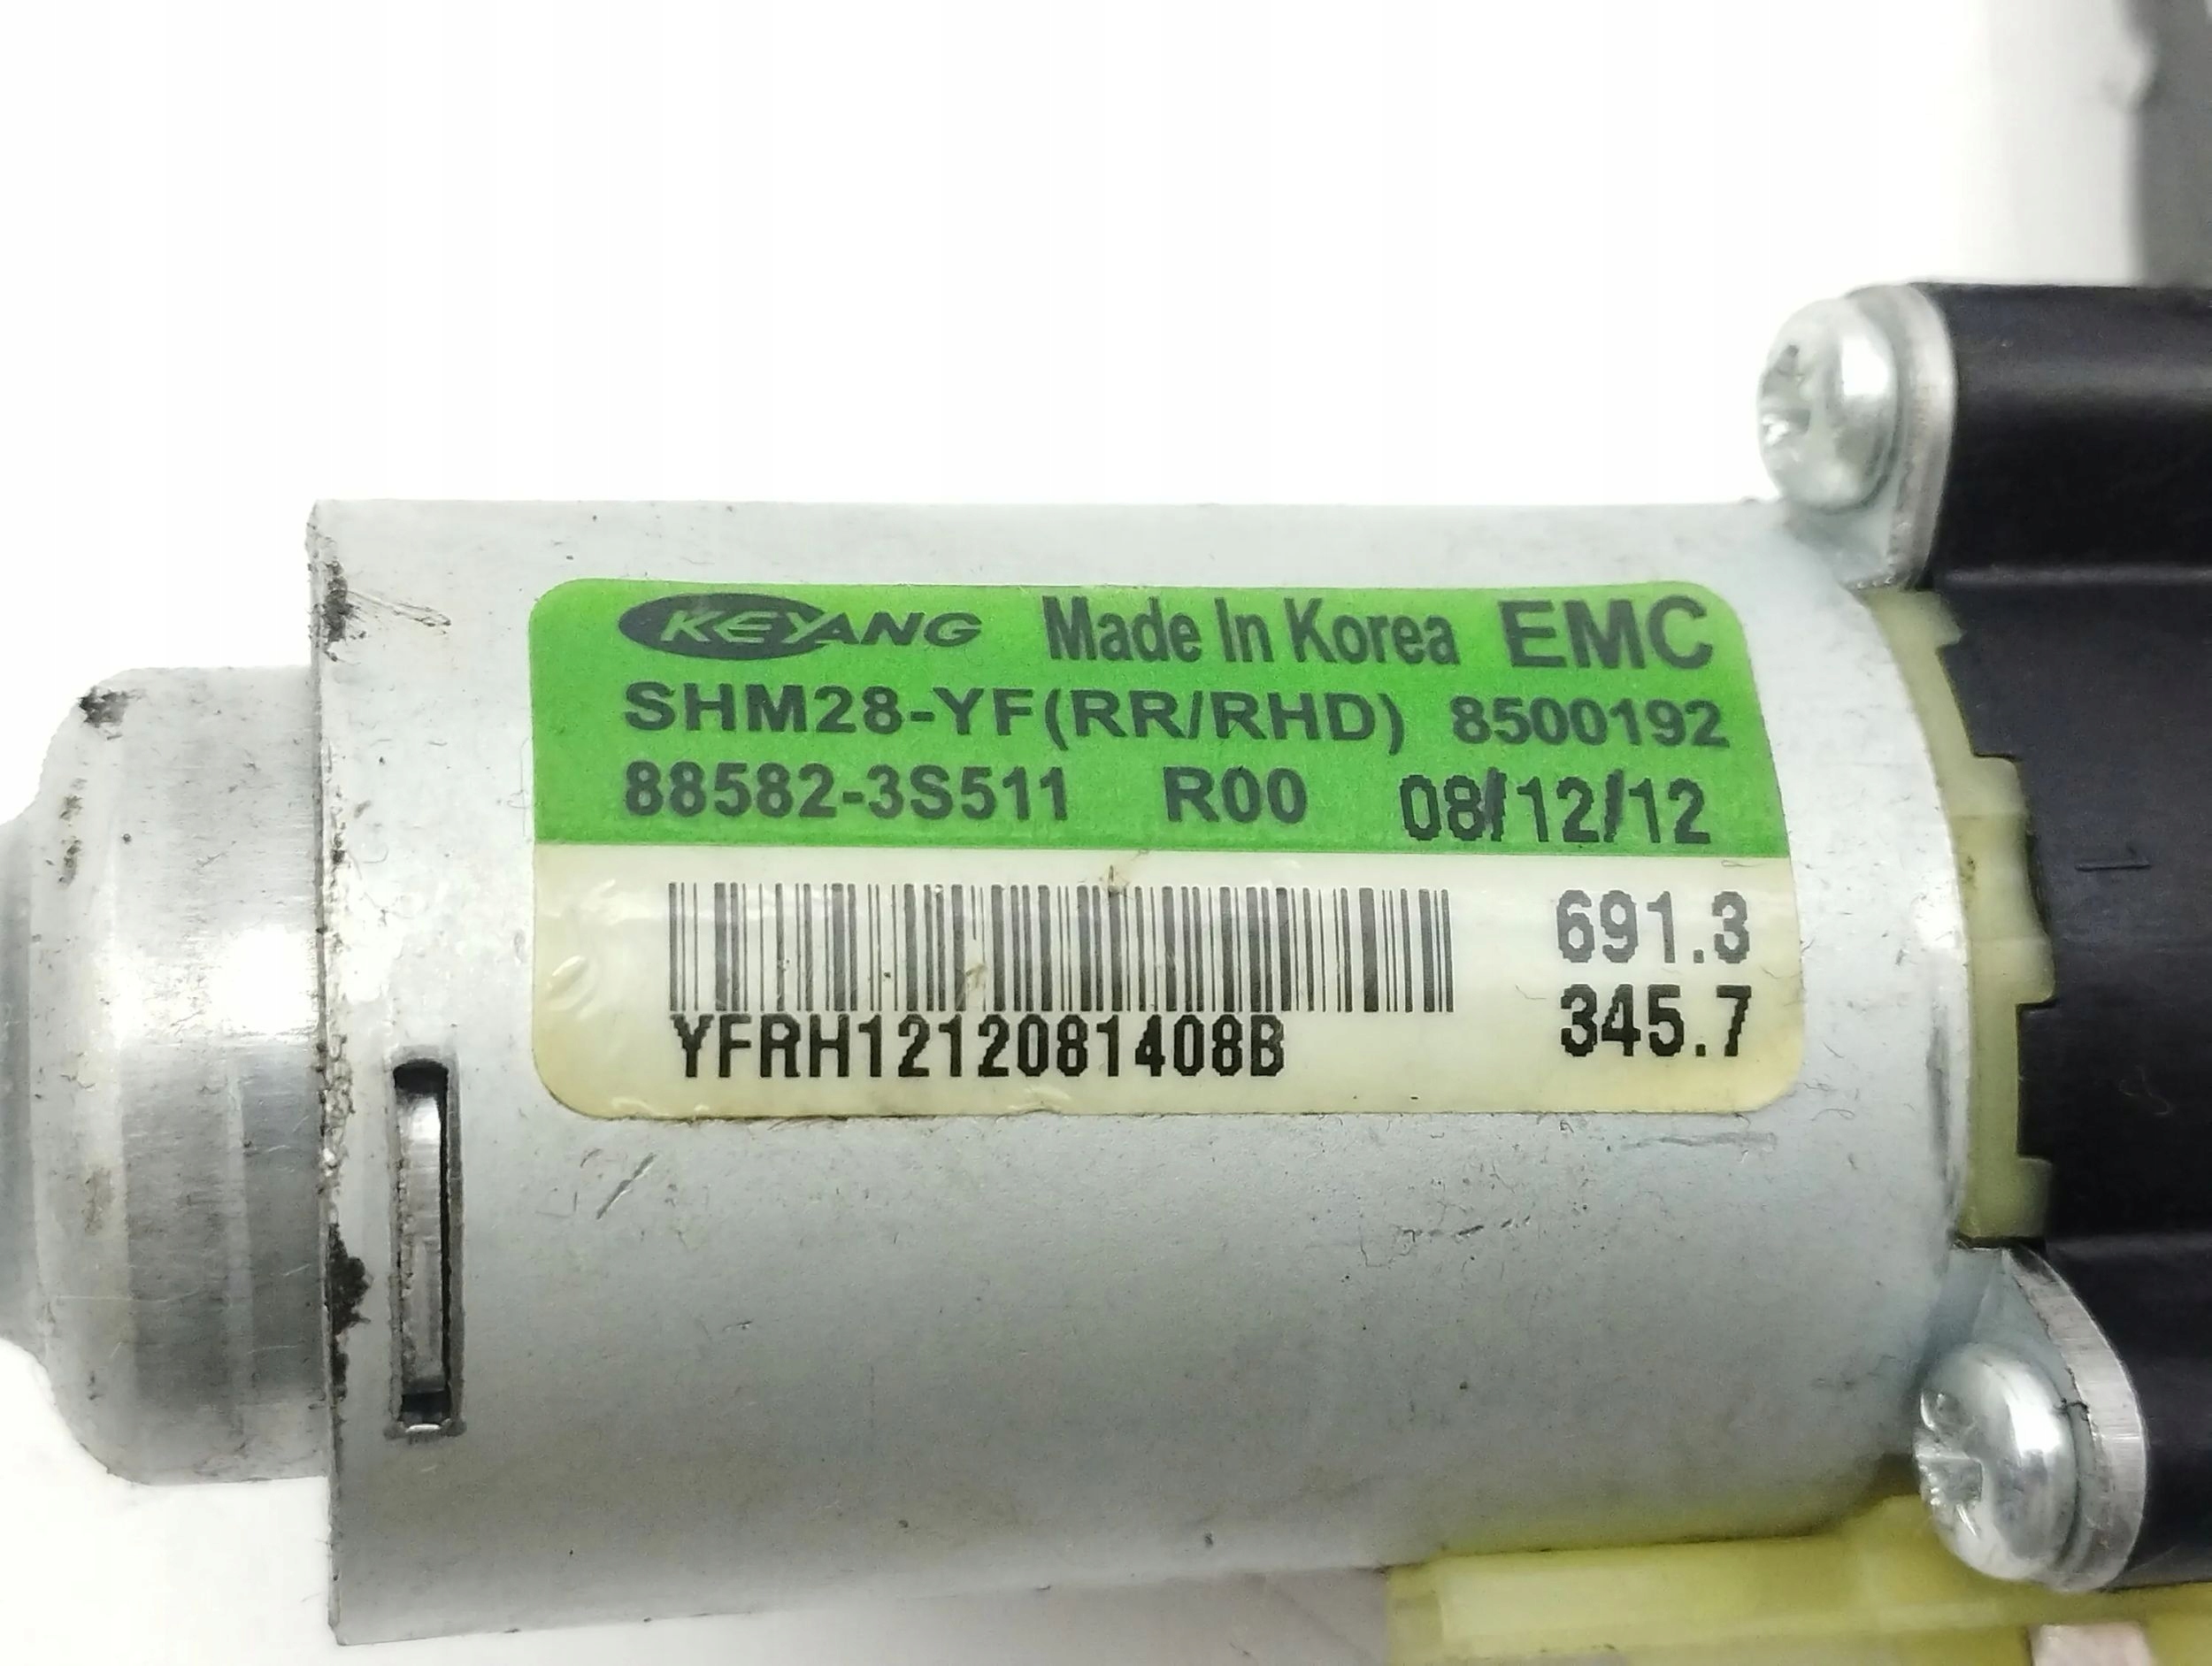 KEYANG Made In Korea EMC
SHM28-YF(RR/RHD) 8500192
88582-3S511 R00 08/12/12
691.3
YFRH1212081408B 345.7